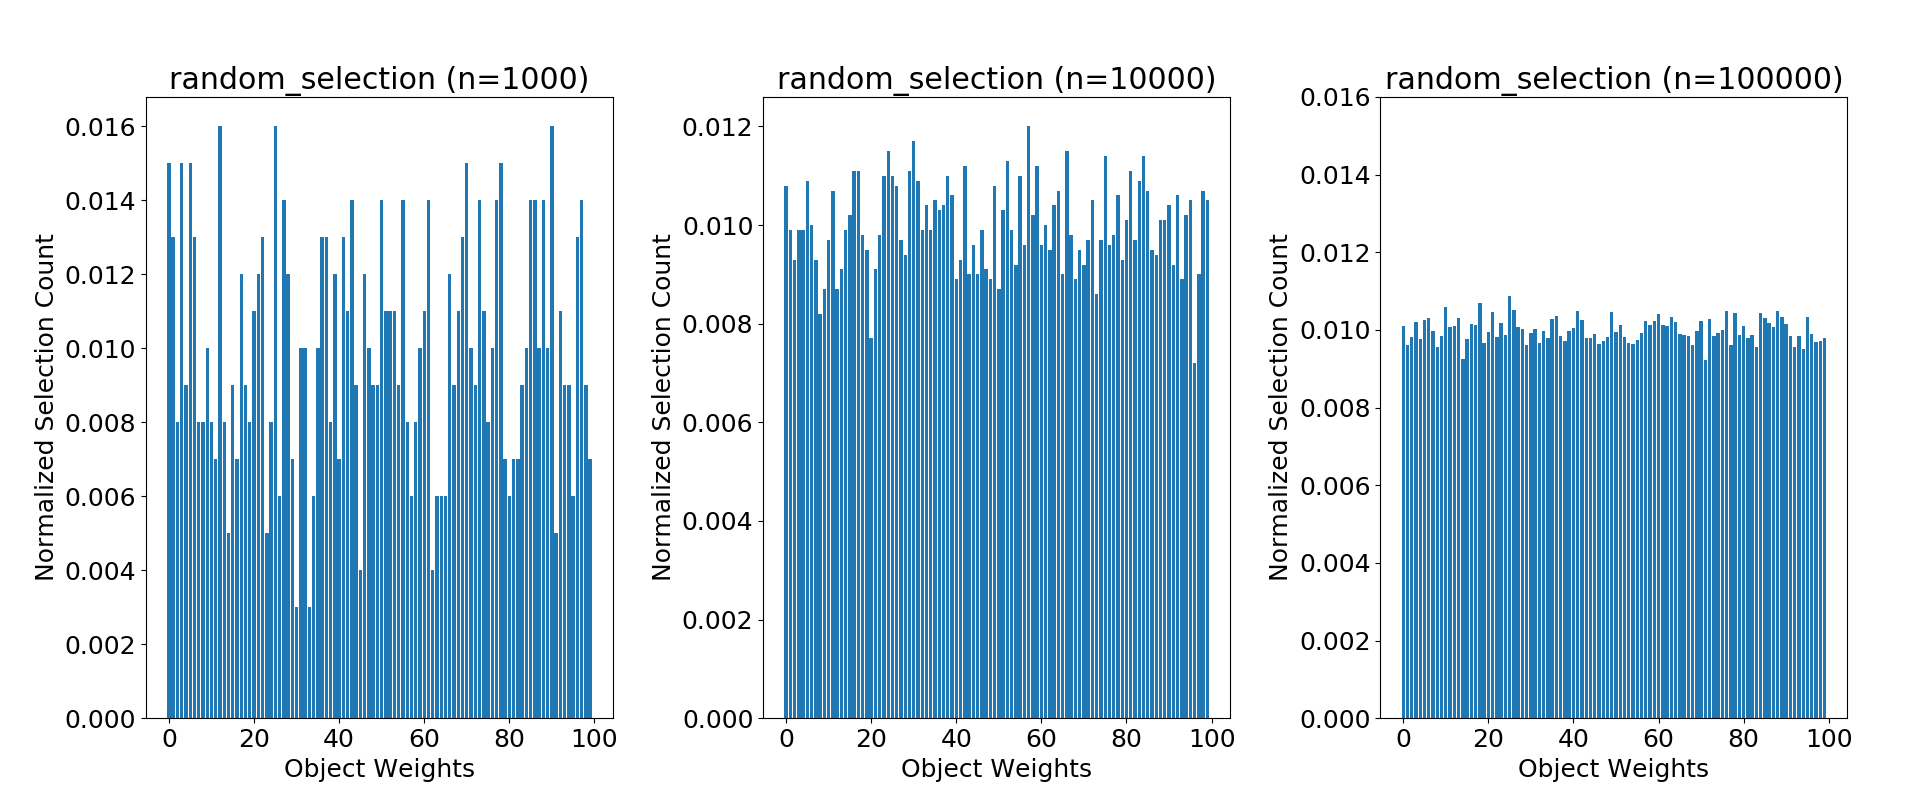 random_selection (n=1000)
Normalized Selection Count
0.016
0.014
0.012
0.010
0.008
0.006
0.004
0.002
0.000
0 20 40 60 80 100
Object Weights
random_selection (n=10000)
Normalized Selection Count
0.012
0.010
0.008
0.006
0.004
0.002
0.000
0 20 40 60 80 100
Object Weights
random_selection (n=100000)
Normalized Selection Count
0.016
0.014
0.012
0.010
0.008
0.006
0.004
0.002
0.000
0 20 40 60 80 100
Object Weights